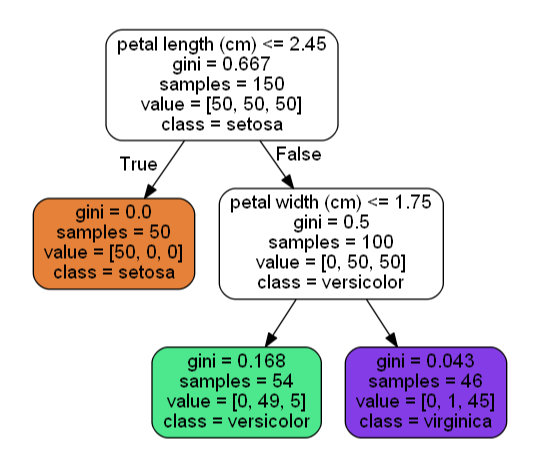 petal length (cm) <= 2.45
gini = 0.667
samples = 150
value = [50, 50, 50]
class = setosa
True
False
gini = 0.0
samples = 50
value = [50, 0, 0]
class = setosa
petal width (cm) <= 1.75
gini = 0.5
samples = 100
value = [0, 50, 50]
class = versicolor
gini = 0.168
samples = 54
value = [0, 49, 5]
class = versicolor
gini = 0.043
samples = 46
value = [0, 1, 45]
class = virginica